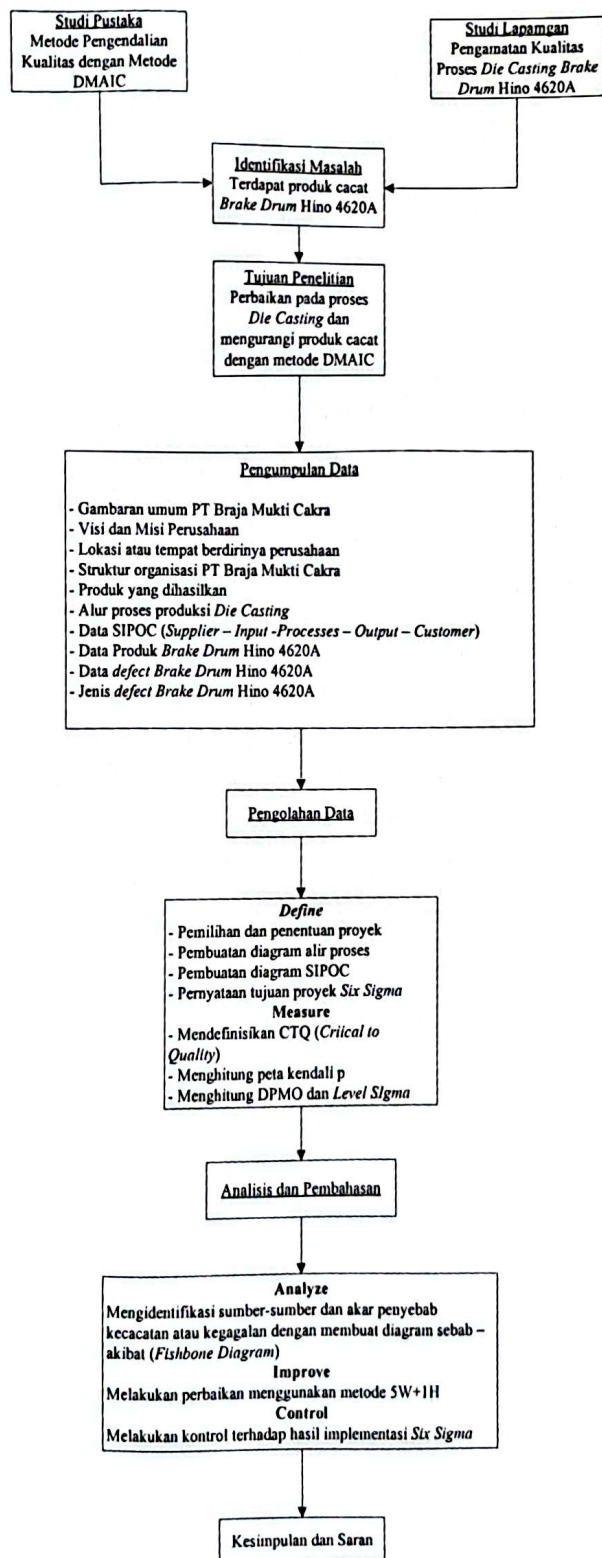 Studi Pustaka
Metode Pengendalian
Kualitas dengan Metode
DMAIC
Studi Lapamgan
Pengamatan Kualitas
Proses Die Casting Brake
Drum Hino 4620A
Identifikasi Masalah
Terdapat produk cacat
Brake Drum Hino 4620A
Tujuan Penelitian
Perbaikan pada proses
Die Casting dan
mengurangi produk cacat
dengan metode DMAIC
Pengumpulan Data
- Gambaran umum PT Braja Mukti Cakra
- Visi dan Misi Perusahaan
- Lokasi atau tempat berdirinya perusahaan
- Struktur organisasi PT Braja Mukti Cakra
- Produk yang dihasilkan
- Alur proses produksi Die Casting
- Data SIPOC (Supplier – Input -Processes – Output – Customer)
- Data Produk Brake Drum Hino 4620A
- Data defect Brake Drum Hino 4620A
- Jenis defect Brake Drum Hino 4620A
Pengolahan Data
Define
- Pemilihan dan penentuan proyek
- Pembuatan diagram alir proses
- Pembuatan diagram SIPOC
- Pernyataan tujuan proyek Six Sigma
Measure
- Mendefinisikan CTQ (Criical to
Quality)
- Menghitung peta kendali p
- Menghitung DPMO dan Level SIgma
Analisis dan Pembahasan
Analyze
Mengidentifikasi sumber-sumber dan akar penyebab
kecacatan atau kegagalan dengan membuat diagram sebab –
akibat (Fishbone Diagram)
Improve
Melakukan perbaikan menggunakan metode 5W+1H
Control
Melakukan kontrol terhadap hasil implementasi Six Sigma
Kesimpulan dan Saran